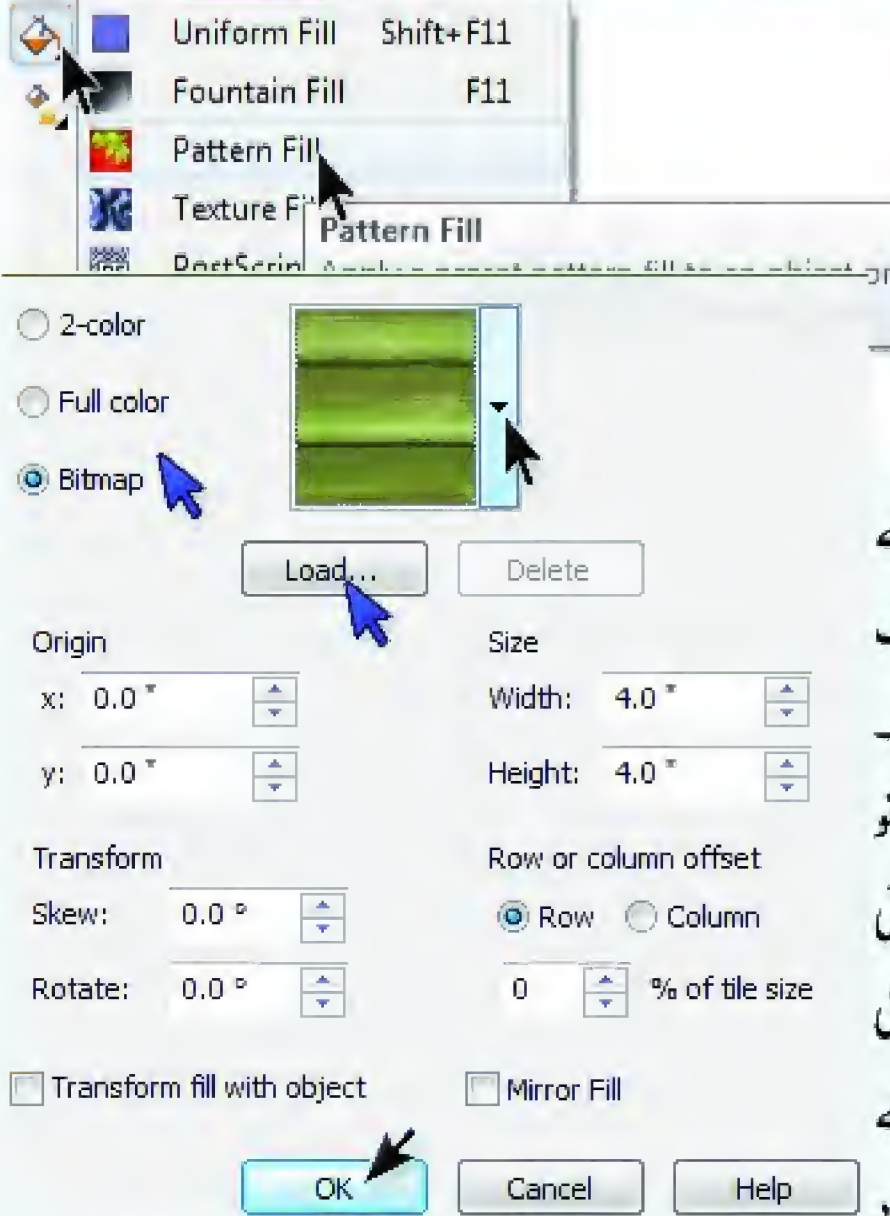 Uniform Fill Shift+F11
Fountain Fill F11
Pattern Fill
Texture
Pattern Fill
2-color
Full color
Bitmap
Load... Delete
Origin Size
x: 0.0 " Width: 4.0 "
y: 0.0 " Height: 4.0 "
Transform Row or column offset
Skew: 0.0 ° Row Column
Rotate: 0.0 ° 0 % of tile size
Transform fill with object Mirror Fill
OK Cancel Help